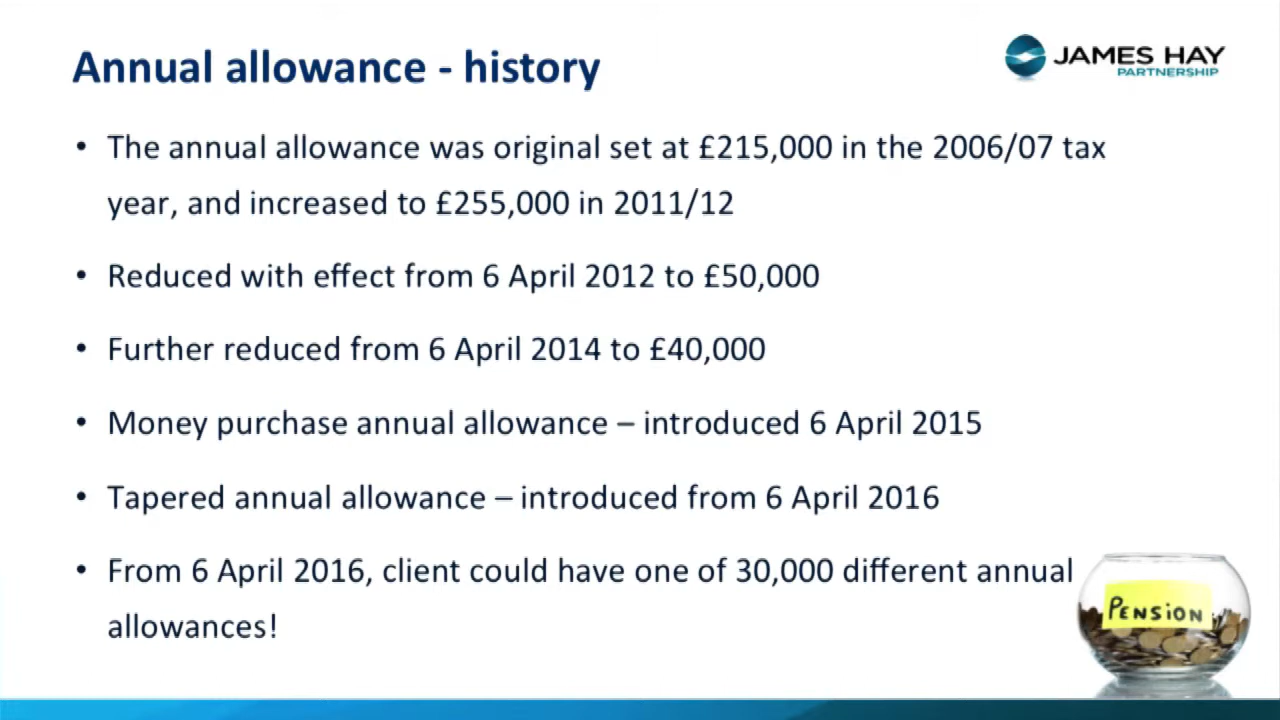 Annual allowance - history
JAMES HAY
PARTNERSHIP
• The annual allowance was original set at £215,000 in the 2006/07 tax
year, and increased to £255,000 in 2011/12
• Reduced with effect from 6 April 2012 to £50,000
• Further reduced from 6 April 2014 to £40,000
• Money purchase annual allowance – introduced 6 April 2015
• Tapered annual allowance – introduced from 6 April 2016
• From 6 April 2016, client could have one of 30,000 different annual
allowances!
PENSION